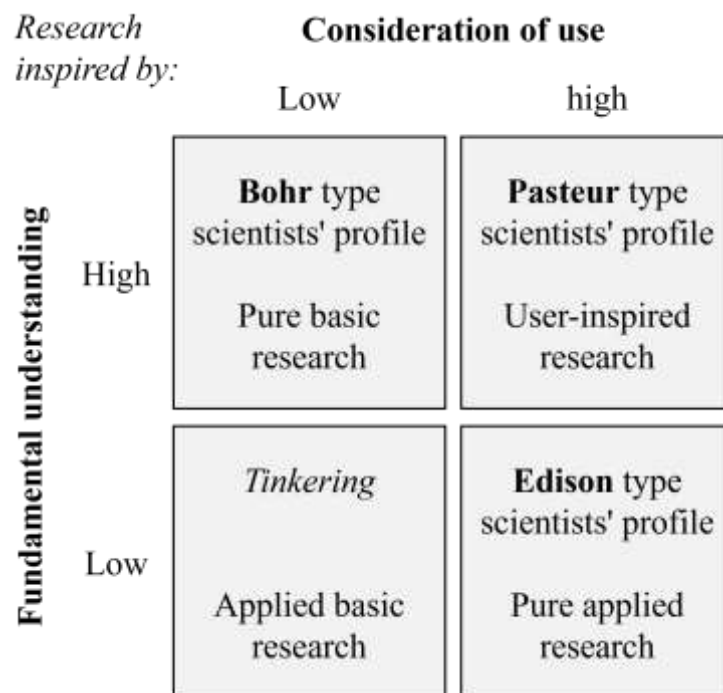 Research
inspired by:
Consideration of use
Low
high
Fundamental understanding
High
Bohr type
scientists' profile
Pure basic
research
Pasteur type
scientists' profile
User-inspired
research
Low
Tinkering
Applied basic
research
Edison type
scientists' profile
Pure applied
research